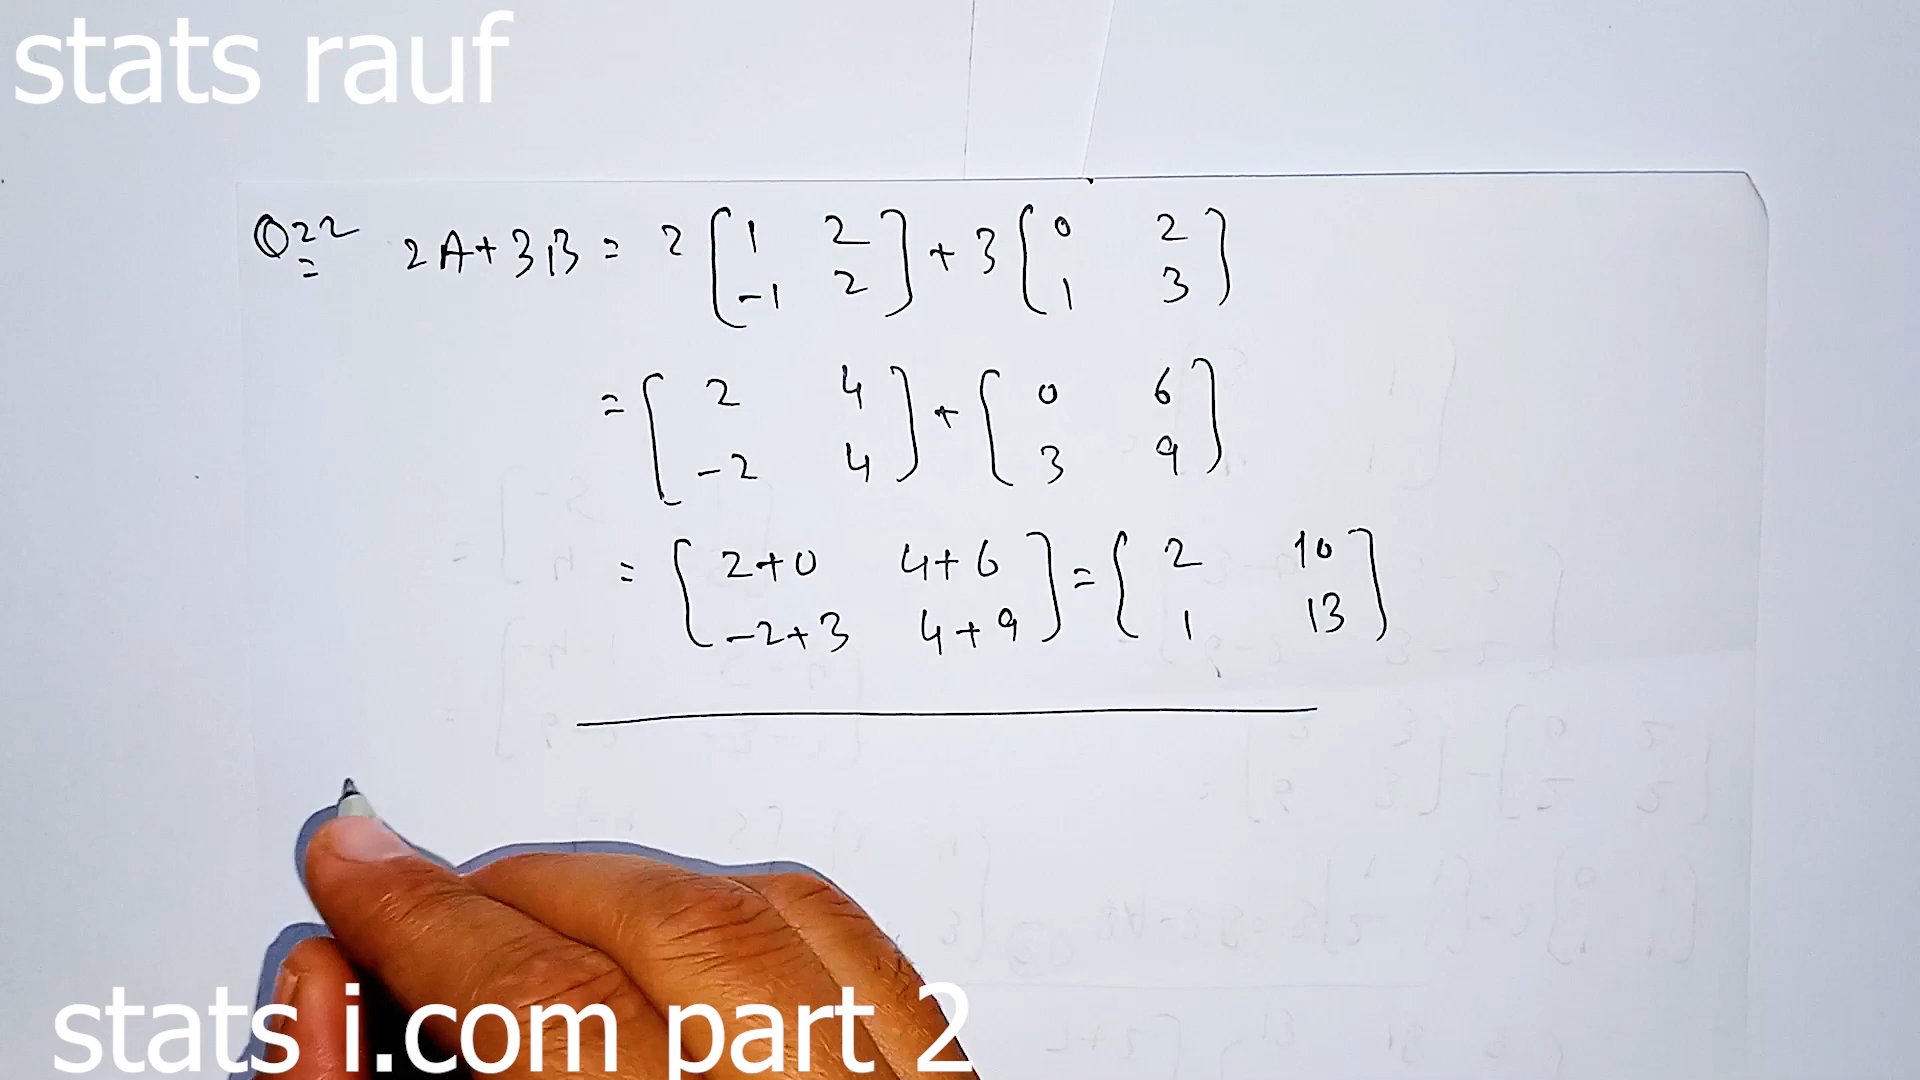 stats rauf
Q22 2A+3B = 2 [ 1 2 ] + 3 [ 0 2 ]
[ -1 2 ] [ 1 3 ]
= [ 2 4 ] + [ 0 6 ]
[ -2 4 ] [ 3 9 ]
= [ 2+0 4+6 ] = [ 2 10 ]
[ -2+3 4+9 ] [ 1 13 ]
stats i.com part 2